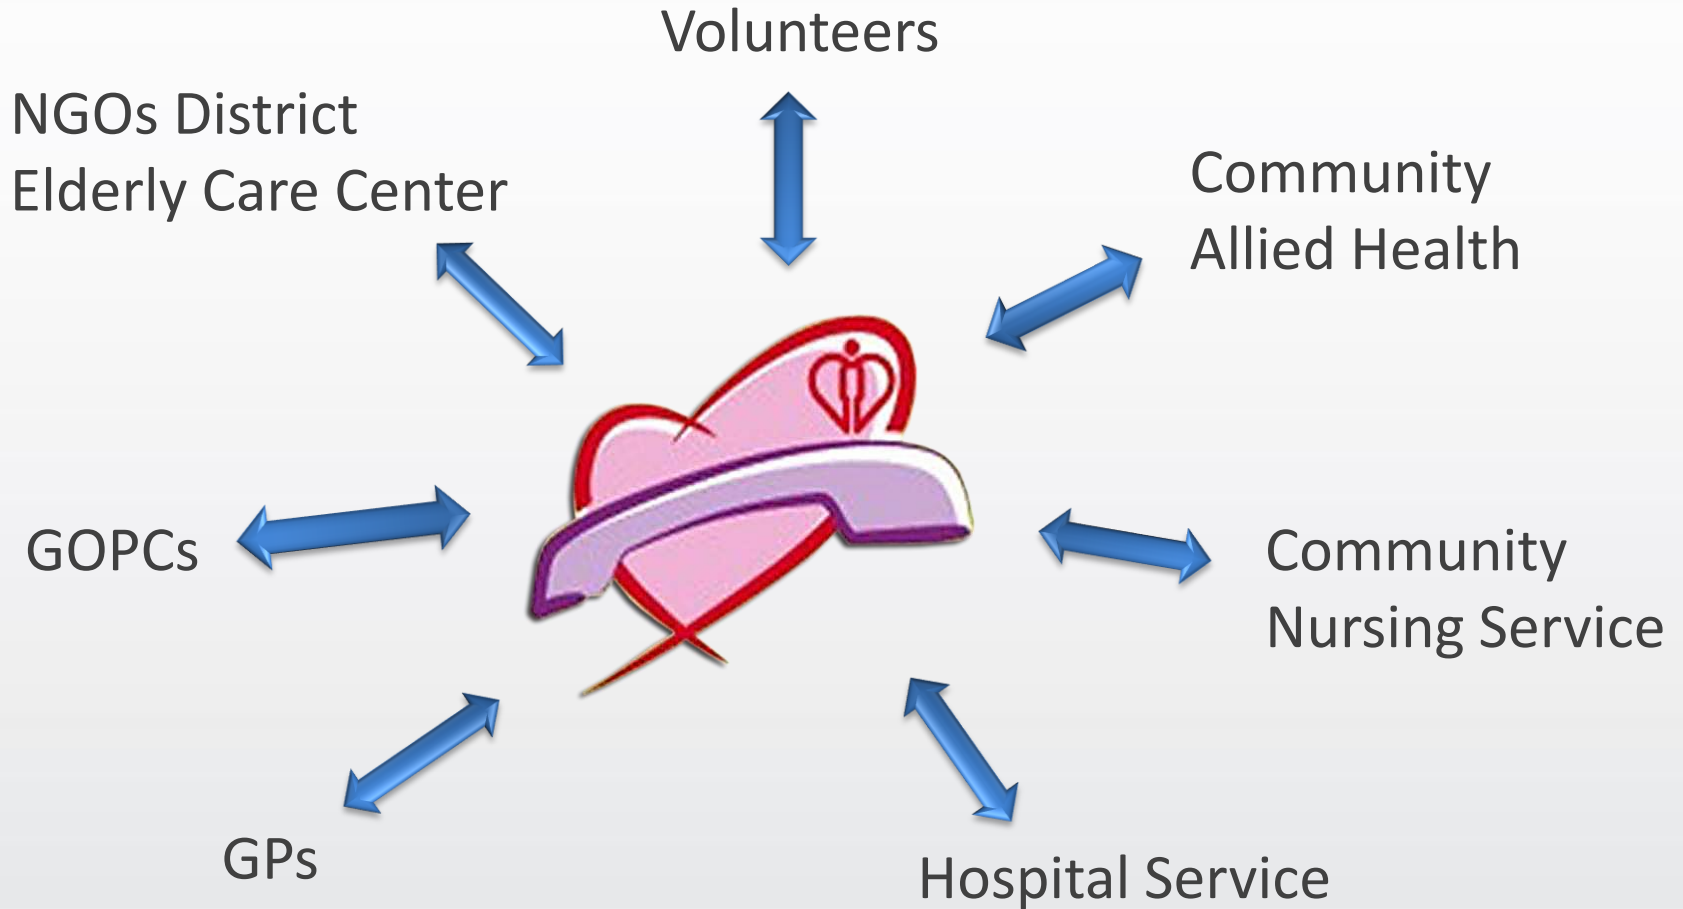 Volunteers
NGOs District
Elderly Care Center
Community
Allied Health
GOPCs
Community
Nursing Service
GPs
Hospital Service